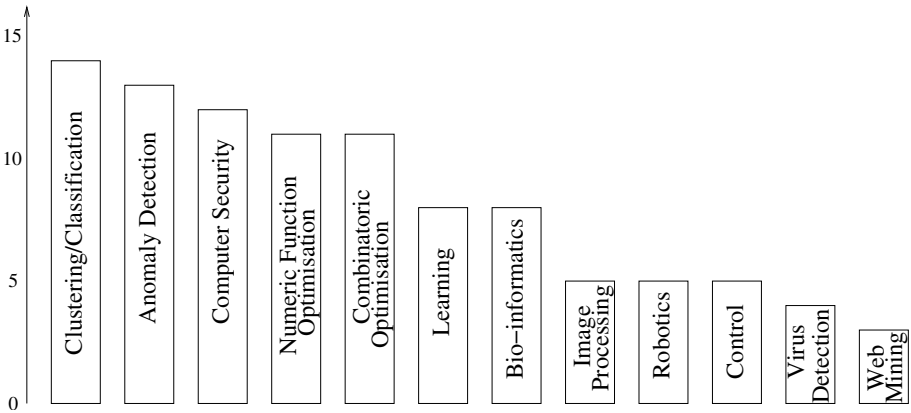 15
10
5
0
Clustering/Classification
Anomaly Detection
Computer Security
Numeric Function
Optimisation
Combinatoric
Optimisation
Learning
Bio−informatics
Image
Processing
Robotics
Control
Virus
Detection
Web
Mining